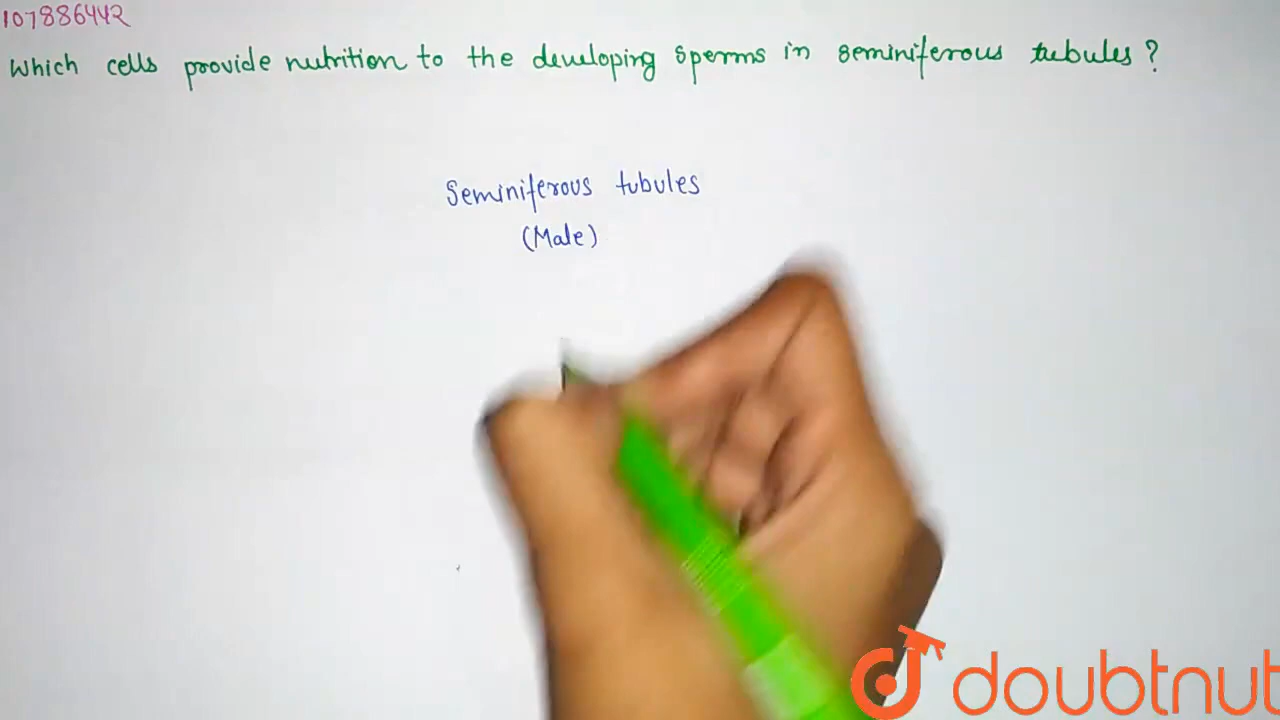 107886442
Which cells provide nutrition to the developing sperms in seminiferous tubules ?
Seminiferous tubules
(Male)
doubtnut